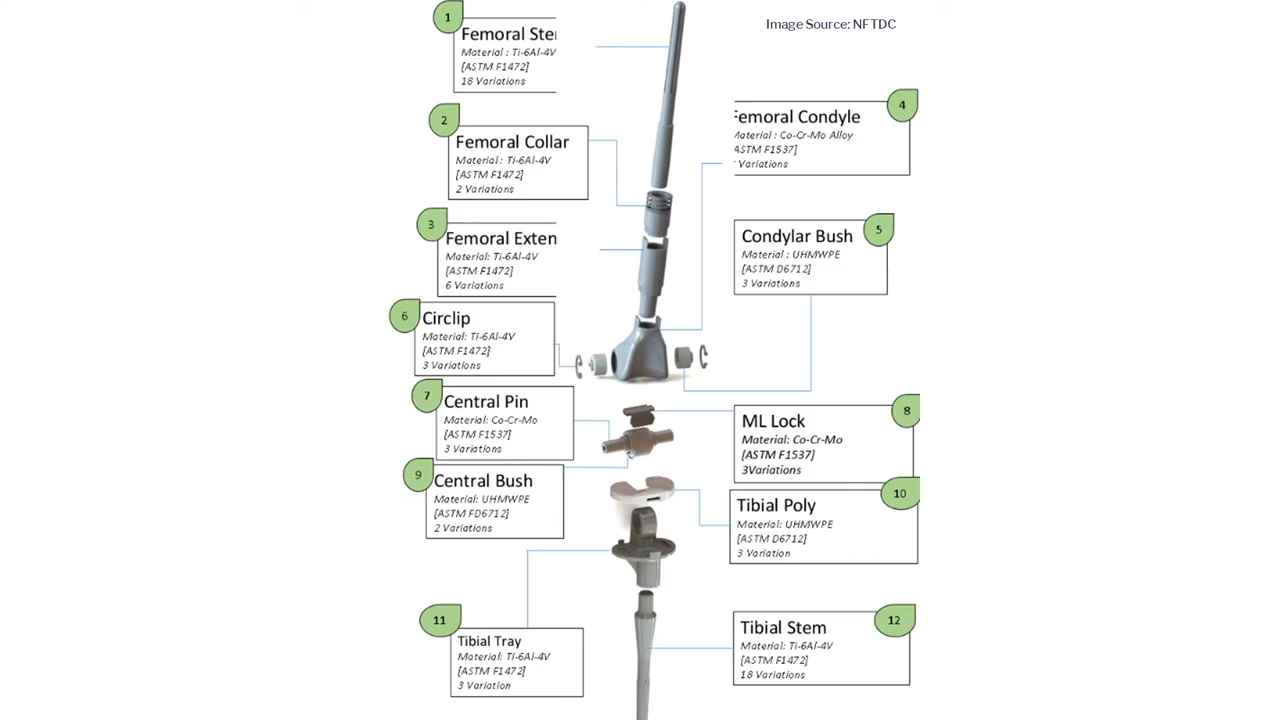 Image Source: NFTDC
1
Femoral Ste
Material : Ti-6Al-4V
[ASTM F1472]
18 Variations
2
Femoral Collar
Material : Ti-6Al-4V
[ASTM F1472]
2 Variations
3
Femoral Exten
Material: Ti-6Al-4V
[ASTM F1472]
6 Variations
4
Femoral Condyle
Material : Co-Cr-Mo Alloy
ASTM F1537]
Variations
5
Condylar Bush
Material : UHMWPE
[ASTM D6712]
3 Variations
6
Circlip
Material: Ti-6Al-4V
[ASTM F1472]
3 Variations
7
Central Pin
Material: Co-Cr-Mo
[ASTM F1537]
3 Variations
8
ML Lock
Material: Co-Cr-Mo
[ASTM F1537]
3Variations
9
Central Bush
Material: UHMWPE
[ASTM FD6712]
2 Variations
10
Tibial Poly
Material: UHMWPE
[ASTM D6712]
3 Variation
11
Tibial Tray
Material: Ti-6Al-4V
[ASTM F1472]
3 Variation
12
Tibial Stem
Material: Ti-6Al-4V
[ASTM F1472]
18 Variations